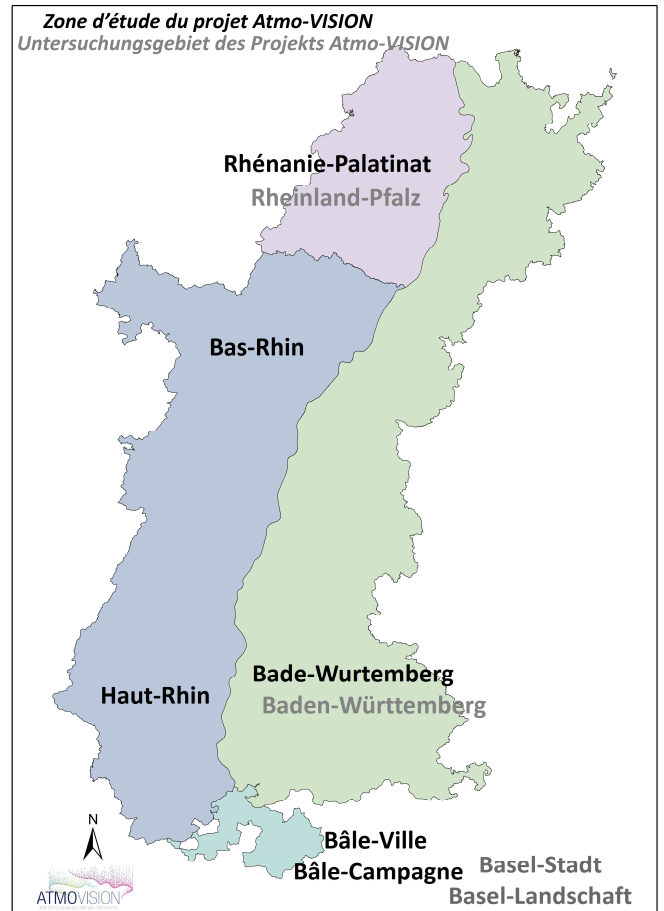 Zone d'étude du projet Atmo-VISION
Untersuchungsgebiet des Projekts Atmo-VISION
Rhénanie-Palatinat
Rheinland-Pfalz
Bas-Rhin
Bade-Wurtemberg
Baden-Württemberg
Haut-Rhin
N
Bâle-Ville
Bâle-Campagne
Basel-Stadt
Basel-Landschaft
ATMOVISION